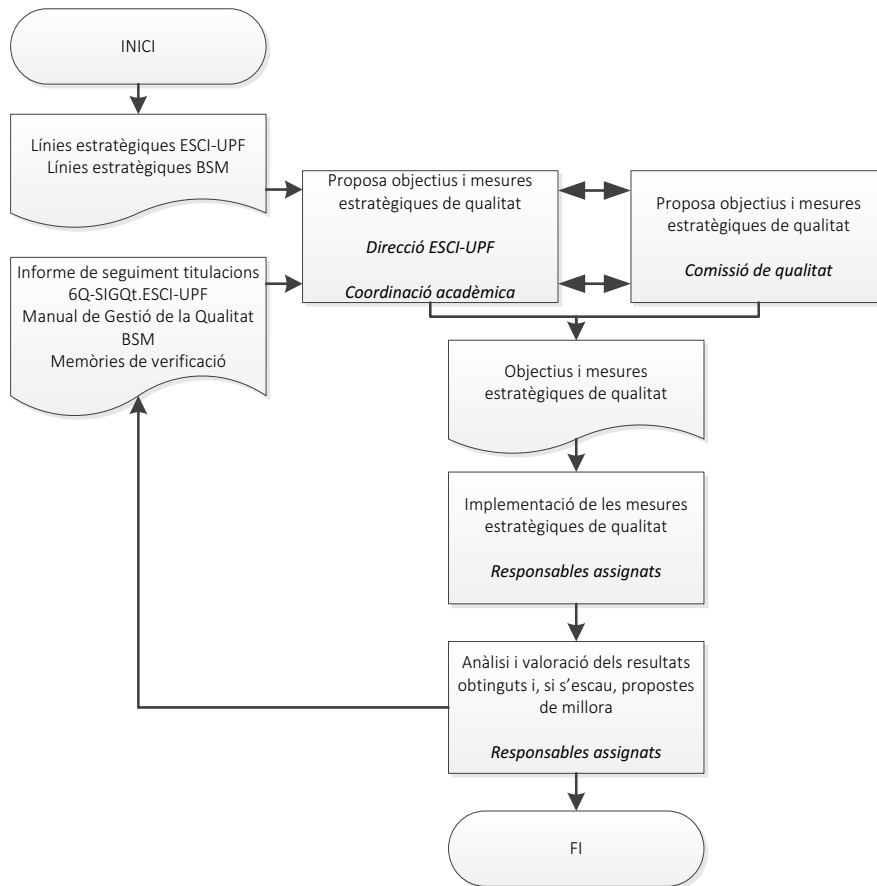 INICI
Línies estratègiques ESCI-UPF
Línies estratègiques BSM
Proposa objectius i mesures
estratègiques de qualitat
Direcció ESCI-UPF
Coordinació acadèmica
Proposa objectius i mesures
estratègiques de qualitat
Comissió de qualitat
Informe de seguiment titulacions
6Q-SIGQt.ESCI-UPF
Manual de Gestió de la Qualitat
BSM
Memòries de verificació
Objectius i mesures
estratègiques de qualitat
Implementació de les mesures
estratègiques de qualitat
Responsables assignats
Anàlisi i valoració dels resultats
obtinguts i, si s’escau, propostes
de millora
Responsables assignats
FI